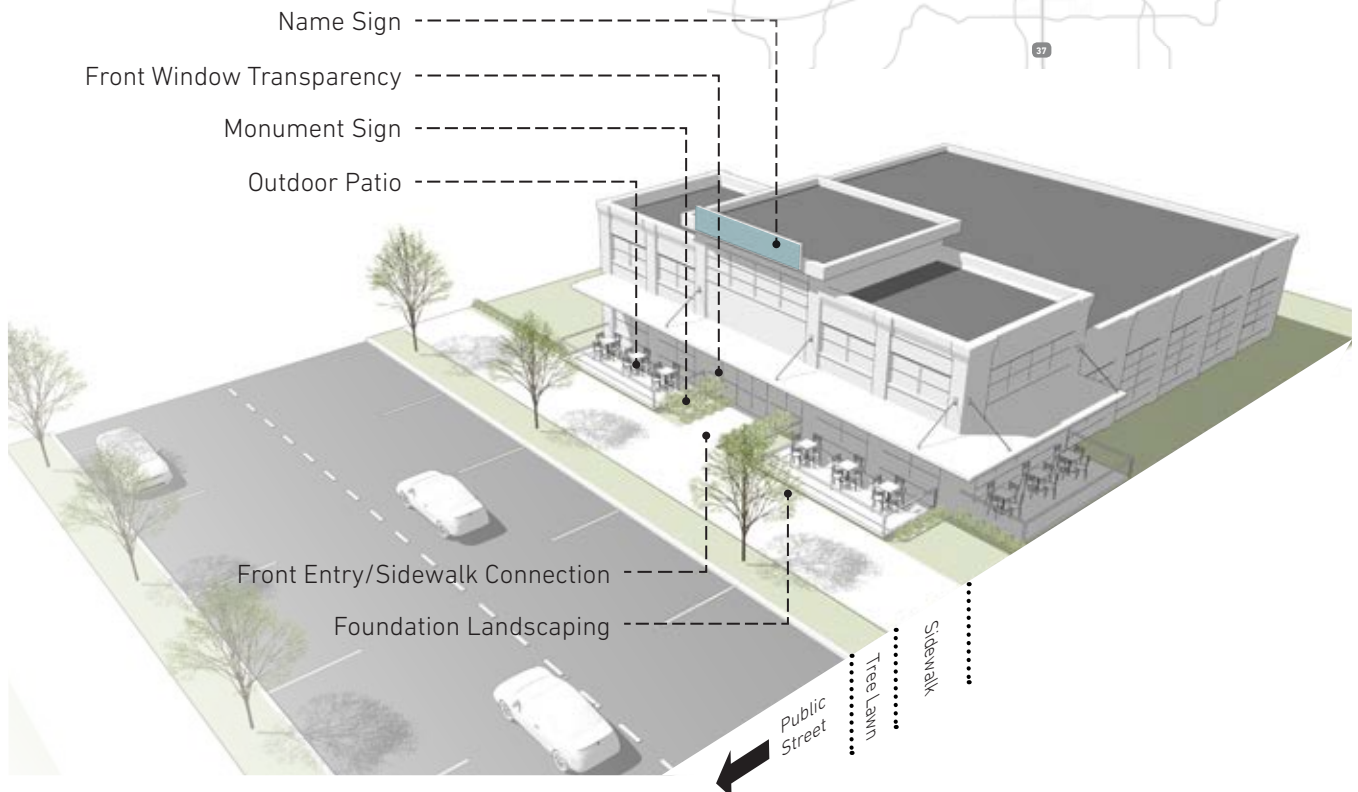 Name Sign
37
Front Window Transparency
Monument Sign
Outdoor Patio
Front Entry/Sidewalk Connection
Foundation Landscaping
Sidewalk
Tree Lawn
Public
Street